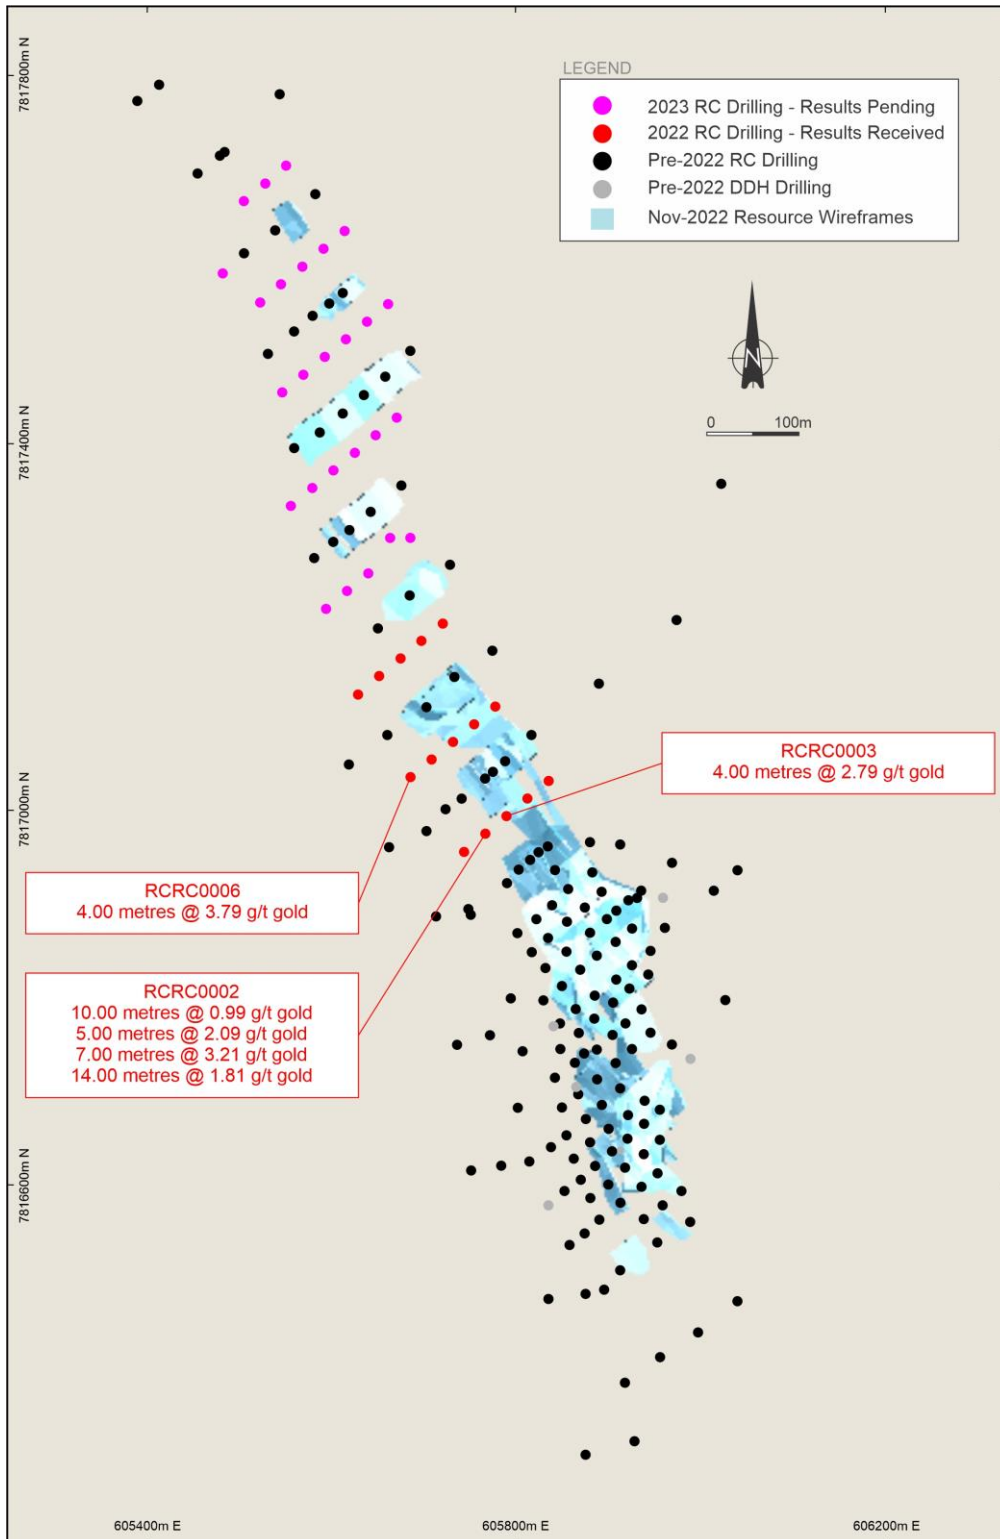 LEGEND
2023 RC Drilling - Results Pending
2022 RC Drilling - Results Received
Pre-2022 RC Drilling
Pre-2022 DDH Drilling
Nov-2022 Resource Wireframes
7817800m N
N
0 100m
7817400m N
RCRC0003
4.00 metres @ 2.79 g/t gold
7817000m N
RCRC0006
4.00 metres @ 3.79 g/t gold
RCRC0002
10.00 metres @ 0.99 g/t gold
5.00 metres @ 2.09 g/t gold
7.00 metres @ 3.21 g/t gold
14.00 metres @ 1.81 g/t gold
7816600m N
605400m E 605800m E 606200m E